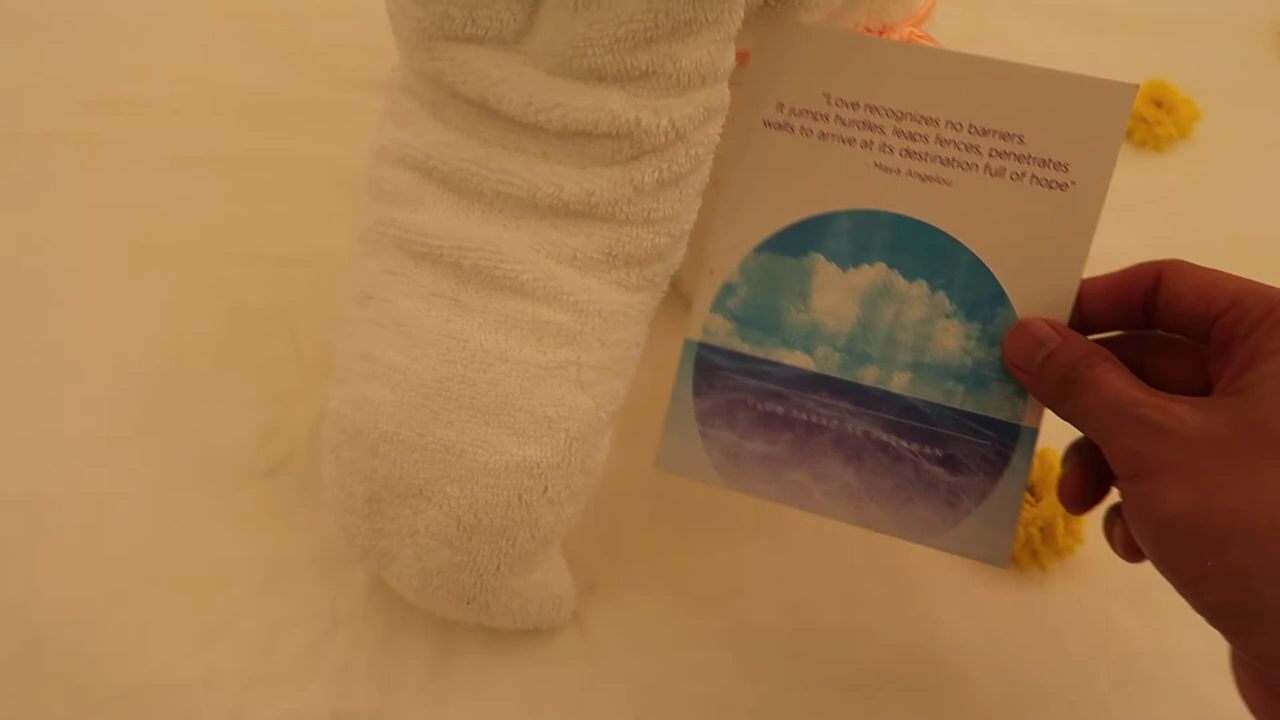 "Love recognizes no barriers.
It jumps hurdles, leaps fences, penetrates
walls to arrive at its destination full of hope"
- Maya Angelou